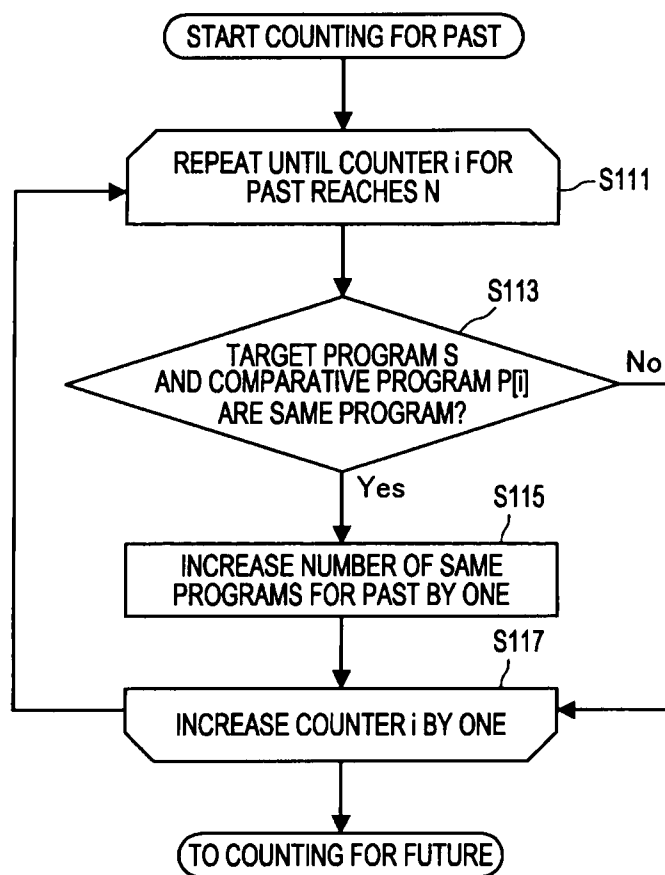 START COUNTING FOR PAST
REPEAT UNTIL COUNTER i FOR
PAST REACHES N
S111
S113
TARGET PROGRAM S
AND COMPARATIVE PROGRAM P[i]
ARE SAME PROGRAM?
No
Yes
S115
INCREASE NUMBER OF SAME
PROGRAMS FOR PAST BY ONE
S117
INCREASE COUNTER i BY ONE
TO COUNTING FOR FUTURE